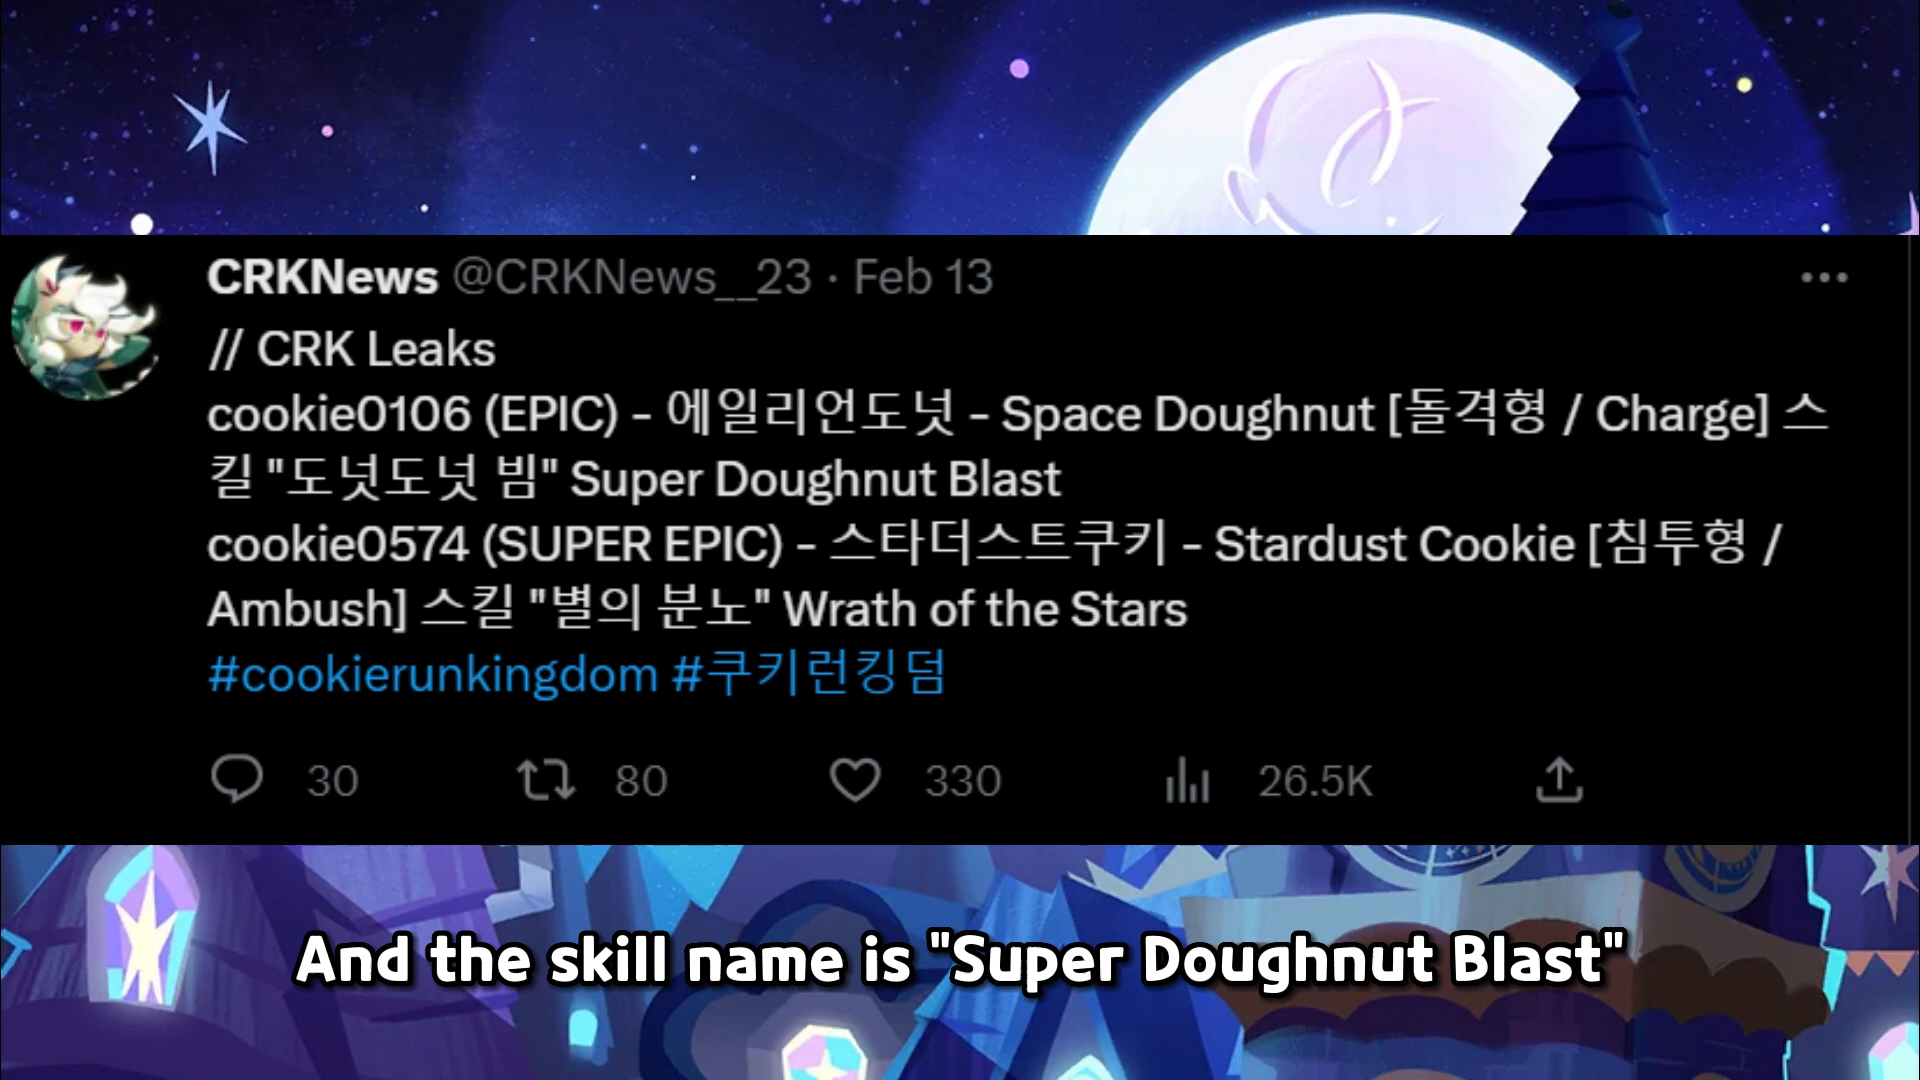 CRKNews @CRKNews__23 · Feb 13
// CRK Leaks
cookie0106 (EPIC) - 에일리언도넛 - Space Doughnut [돌격형 / Charge] 스
킬 "도넛도넛 빔" Super Doughnut Blast
cookie0574 (SUPER EPIC) - 스타더스트쿠키 - Stardust Cookie [침투형 /
Ambush] 스킬 "별의 분노" Wrath of the Stars
#cookierunkingdom #쿠키런킹덤
30 80 330 26.5K
And the skill name is "Super Doughnut Blast"